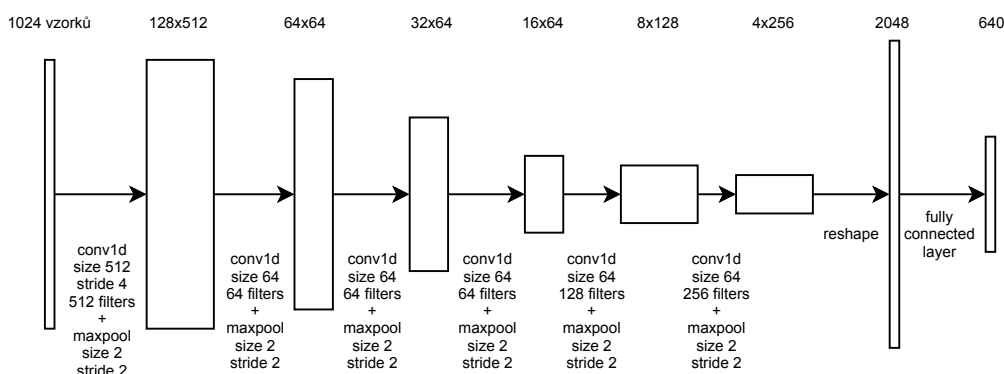 1024 vzorků
128x512
64x64
32x64
16x64
8x128
4x256
2048
640
conv1d
size 512
stride 4
512 filters
+
maxpool
size 2
stride 2
conv1d
size 64
64 filters
+
maxpool
size 2
stride 2
conv1d
size 64
64 filters
+
maxpool
size 2
stride 2
conv1d
size 64
64 filters
+
maxpool
size 2
stride 2
conv1d
size 64
128 filters
+
maxpool
size 2
stride 2
conv1d
size 64
256 filters
+
maxpool
size 2
stride 2
reshape
fully
connected
layer